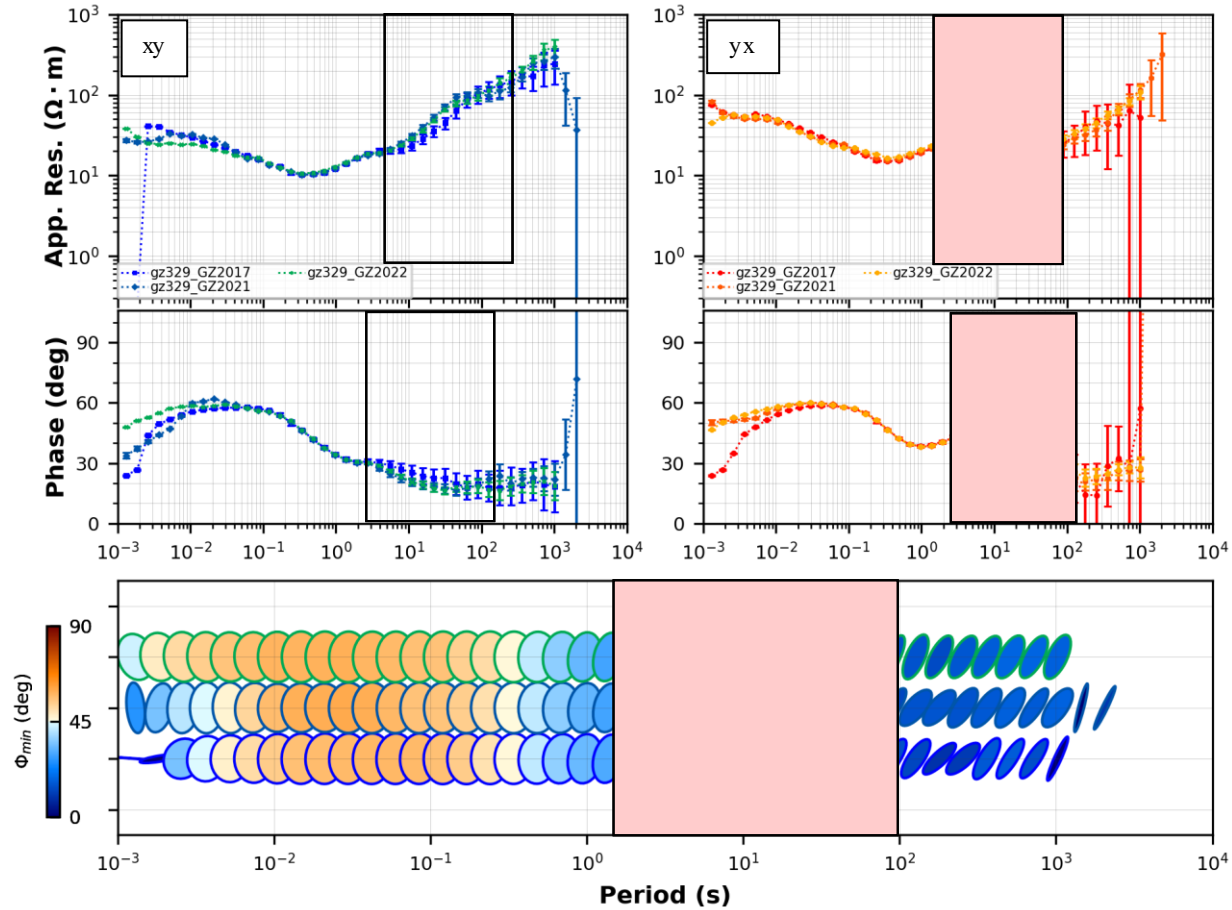 xy
yx
App. Res. (Ω · m)
10³
10²
10¹
10⁰
gz329_GZ2017
gz329_GZ2022
gz329_GZ2021
10³
10²
10¹
10⁰
gz329_GZ2017
gz329_GZ2022
gz329_GZ2021
Phase (deg)
90
60
30
0
10⁻³ 10⁻² 10⁻¹ 10⁰ 10¹ 10² 10³ 10⁴
90
60
30
0
10⁻³ 10⁻² 10⁻¹ 10⁰ 10¹ 10² 10³ 10⁴
Φmin (deg)
90
45
0
10⁻³ 10⁻² 10⁻¹ 10⁰ 10¹ 10² 10³ 10⁴
Period (s)